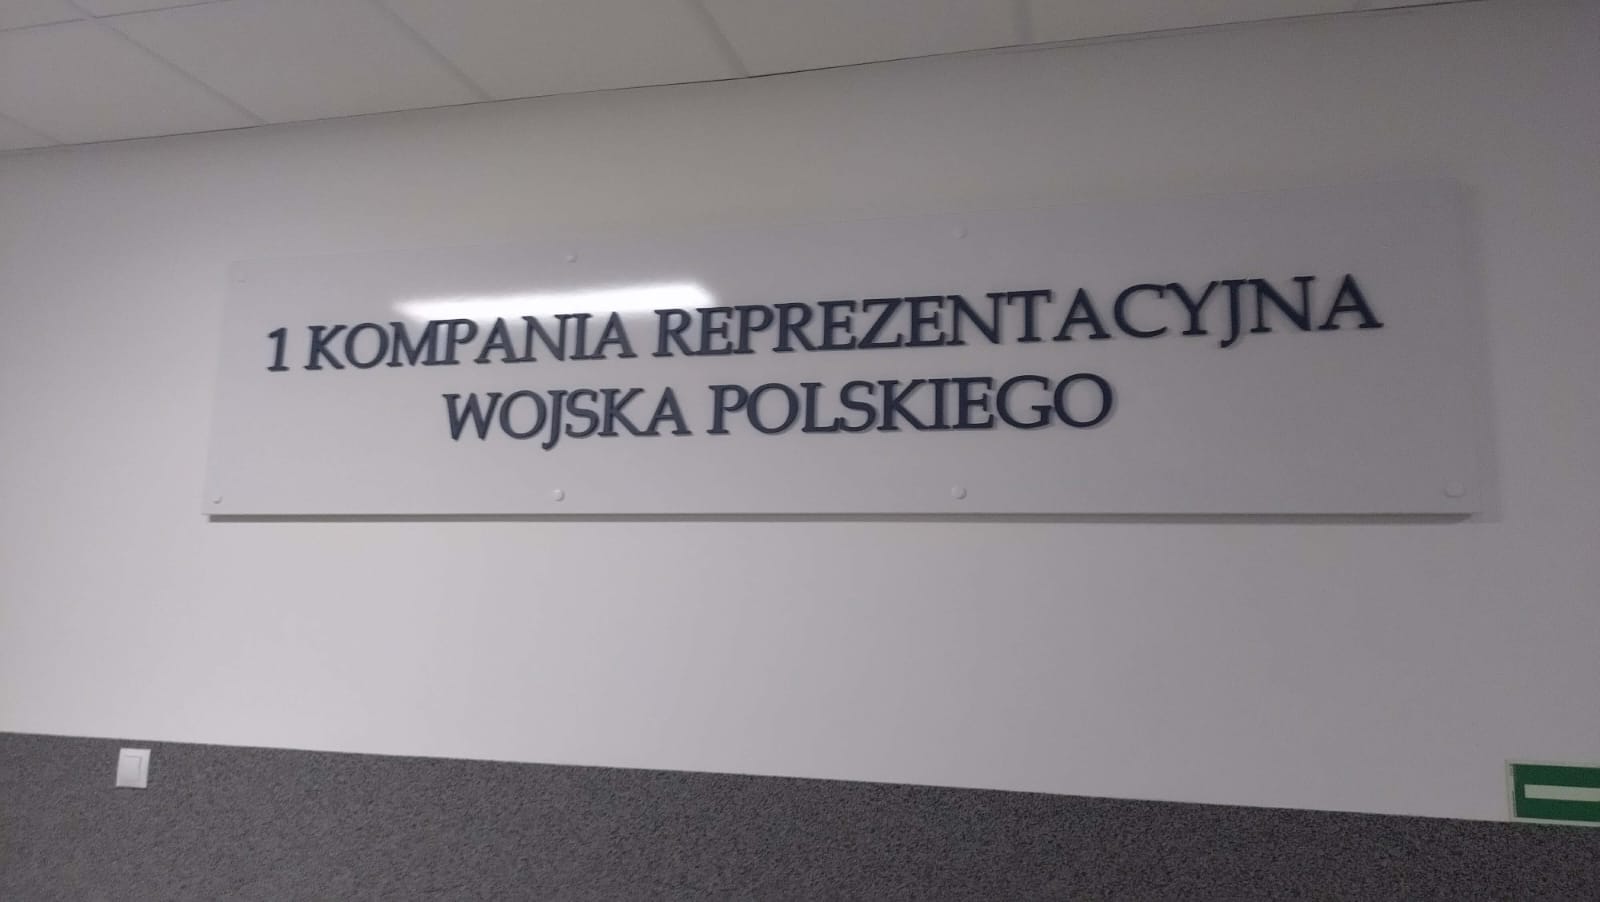 1 KOMPANIA REPREZENTACYJNA
WOJSKA POLSKIEGO